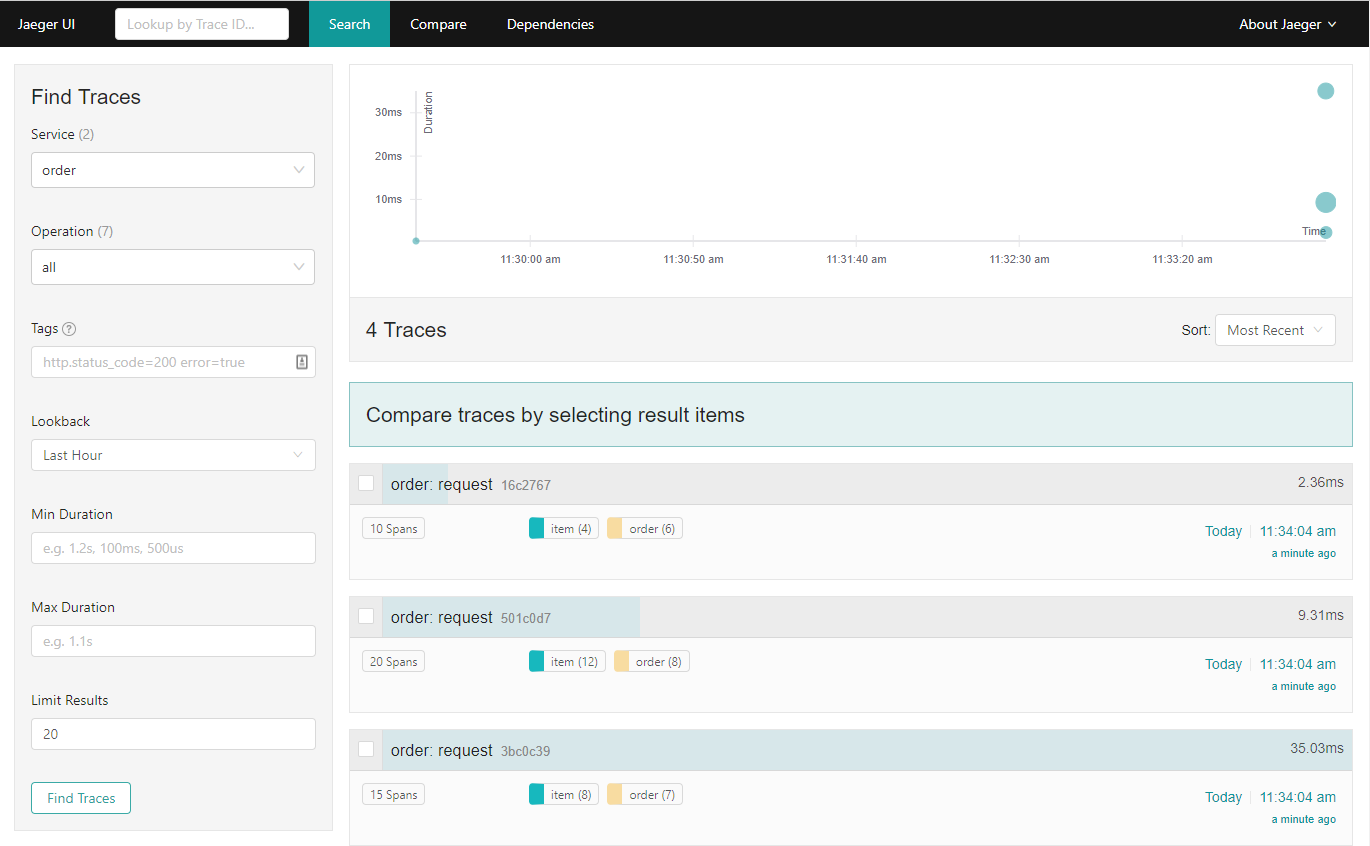 Jaeger UI
Lookup by Trace ID...
Search
Compare
Dependencies
About Jaeger
Find Traces
Service (2)
order
Operation (7)
all
Tags ?
http.status_code=200 error=true
Lookback
Last Hour
Min Duration
e.g. 1.2s, 100ms, 500us
Max Duration
e.g. 1.1s
Limit Results
20
Find Traces
Duration
30ms
20ms
10ms
Time
11:30:00 am
11:30:50 am
11:31:40 am
11:32:30 am
11:33:20 am
4 Traces
Sort: Most Recent
Compare traces by selecting result items
order: request 16c2767
2.36ms
10 Spans
item (4)
order (6)
Today 11:34:04 am
a minute ago
order: request 501c0d7
9.31ms
20 Spans
item (12)
order (8)
Today 11:34:04 am
a minute ago
order: request 3bc0c39
35.03ms
15 Spans
item (8)
order (7)
Today 11:34:04 am
a minute ago